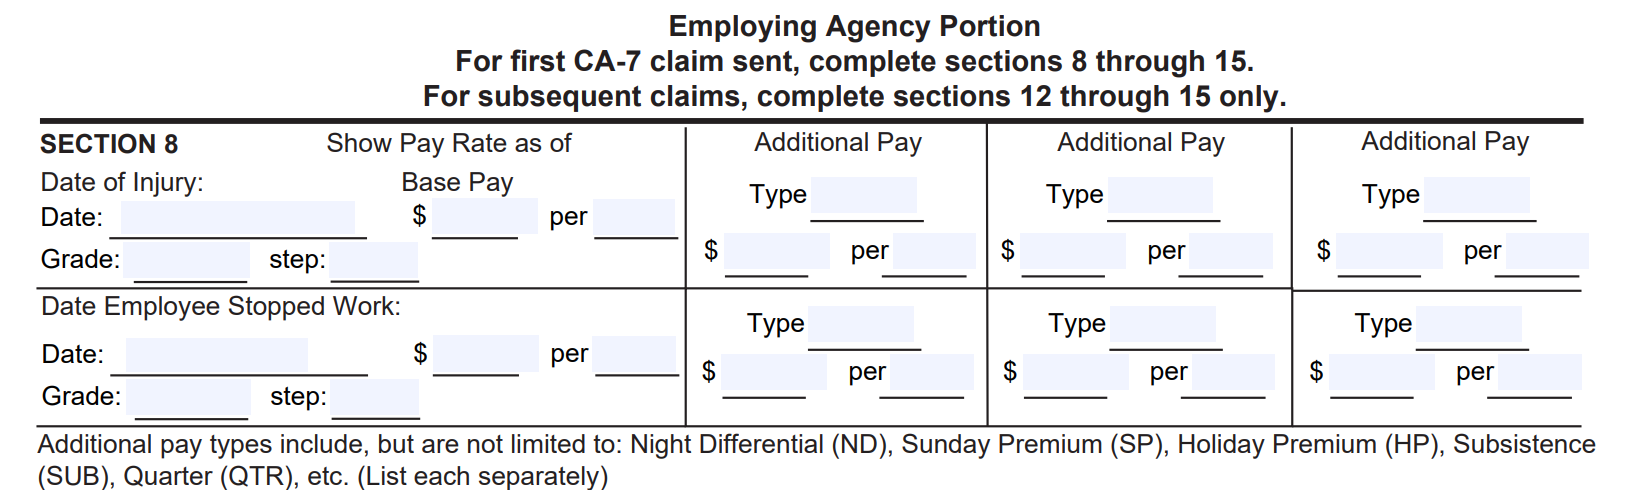 Employing Agency Portion
For first CA-7 claim sent, complete sections 8 through 15.
For subsequent claims, complete sections 12 through 15 only.
SECTION 8 Show Pay Rate as of Additional Pay Additional Pay Additional Pay
Date of Injury: Base Pay
Type Type Type
Date: $ per
$ per $ per $ per
Grade: step:
Date Employee Stopped Work:
Type Type Type
Date: $ per
$ per $ per $ per
Grade: step:
Additional pay types include, but are not limited to: Night Differential (ND), Sunday Premium (SP), Holiday Premium (HP), Subsistence
(SUB), Quarter (QTR), etc. (List each separately)